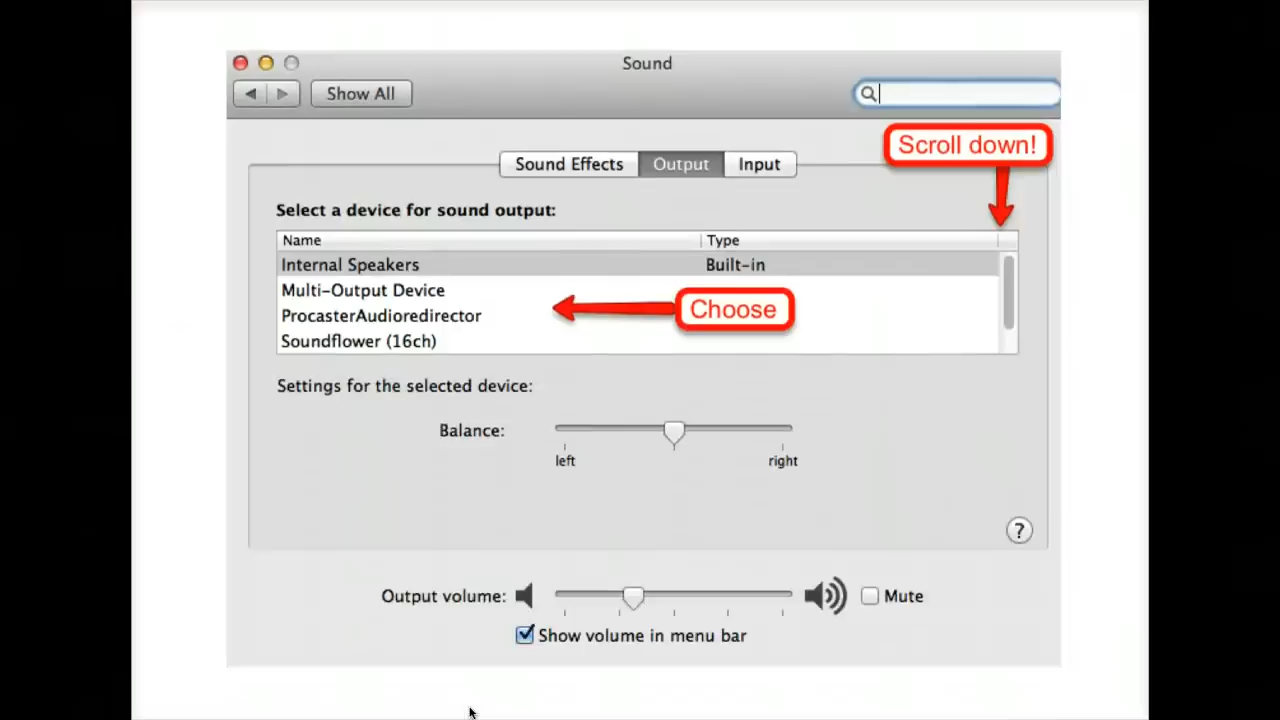 Sound
Show All
Scroll down!
Sound Effects Output Input
Select a device for sound output:
Name Type
Internal Speakers Built-in
Multi-Output Device
Choose
ProcasterAudioredirector
Soundflower (16ch)
Settings for the selected device:
Balance:
left right
?
Output volume: Mute
Show volume in menu bar